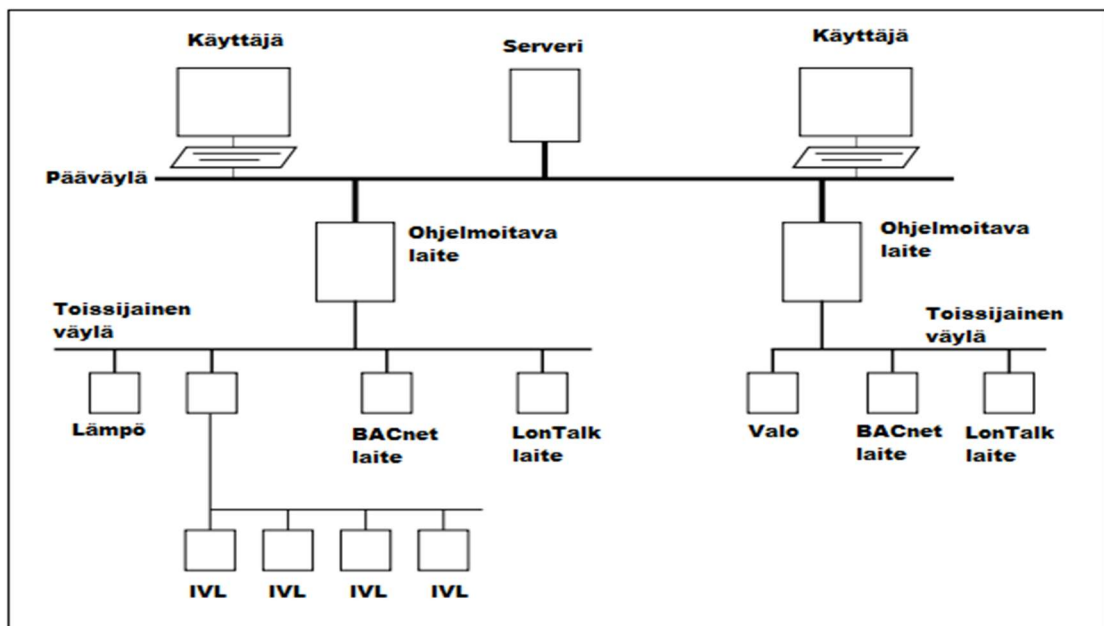 Käyttäjä
Serveri
Käyttäjä
Pääväylä
Ohjelmoitava
laite
Ohjelmoitava
laite
Toissijainen
väylä
Toissijainen
väylä
Lämpö
BACnet
laite
LonTalk
laite
Valo
BACnet
laite
LonTalk
laite
IVL
IVL
IVL
IVL